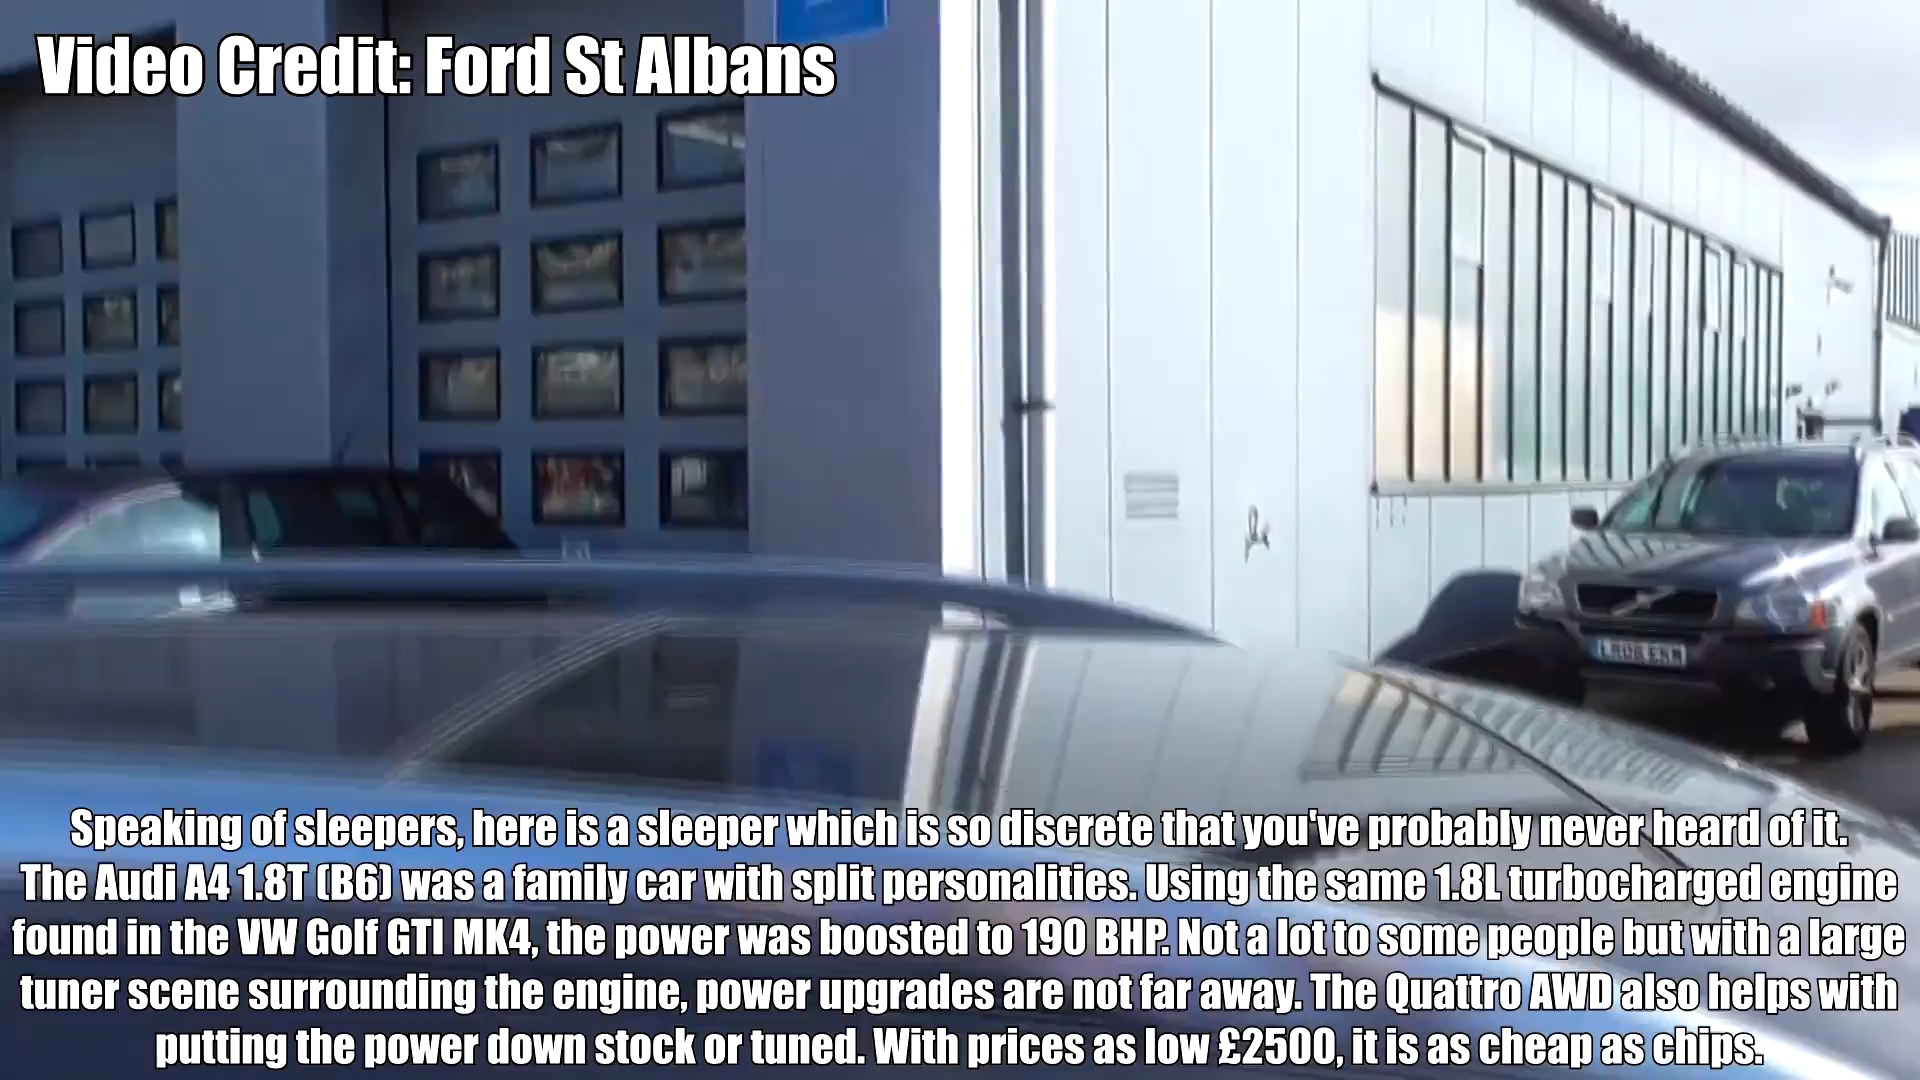 Video Credit: Ford St Albans
Speaking of sleepers, here is a sleeper which is so discrete that you've probably never heard of it.
The Audi A4 1.8T (B6) was a family car with split personalities. Using the same 1.8L turbocharged engine
found in the VW Golf GTI MK4, the power was boosted to 190 BHP. Not a lot to some people but with a large
tuner scene surrounding the engine, power upgrades are not far away. The Quattro AWD also helps with
putting the power down stock or tuned. With prices as low £2500, it is as cheap as chips.